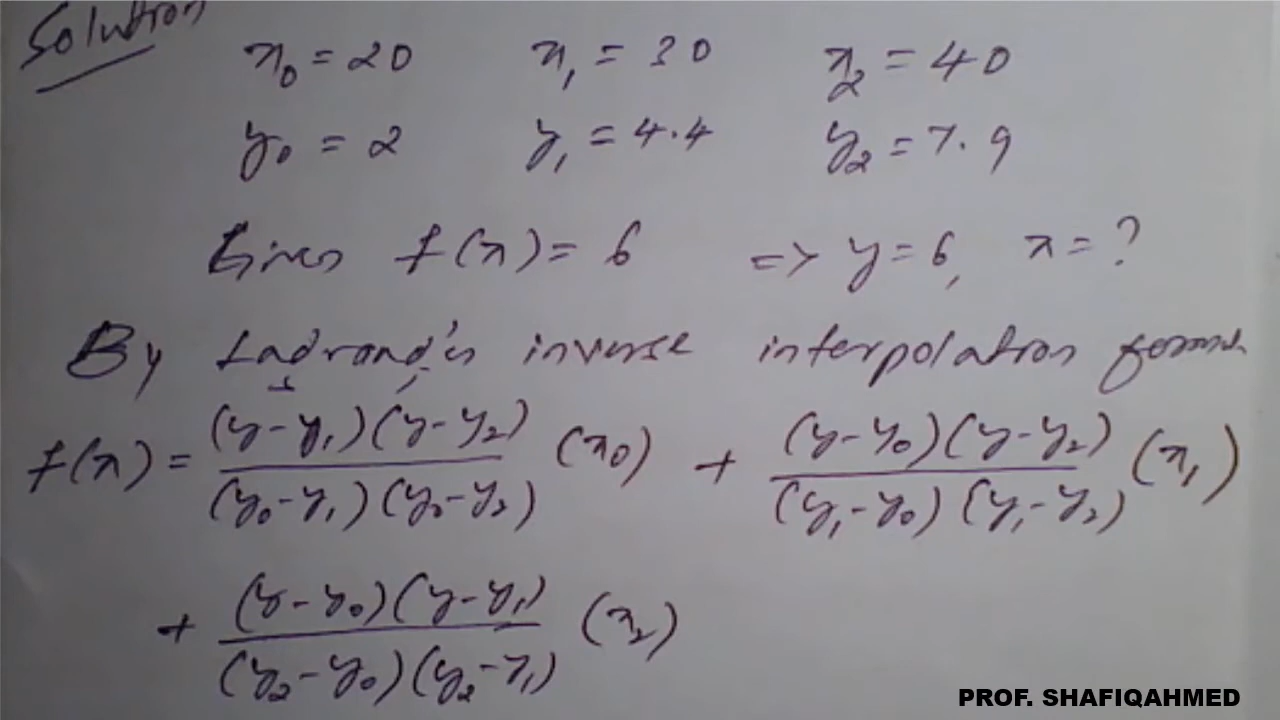 Solution
x₀ = 20 x₁ = 30 x₂ = 40
y₀ = 2 y₁ = 4.4 y₂ = 7.9
Given f(x) = 6 => y = 6, x = ?
By inverse interpolation
f(x) = (y-y₁)(y-y₂)/(y₀-y₁)(y₀-y₂) (x₀) + (y-y₀)(y-y₂)/(y₁-y₀)(y₁-y₂) (x₁)
+ (y-y₀)(y-y₁)/(y₂-y₀)(y₂-y₁) (x₂)
PROF. SHAFIQAHMED